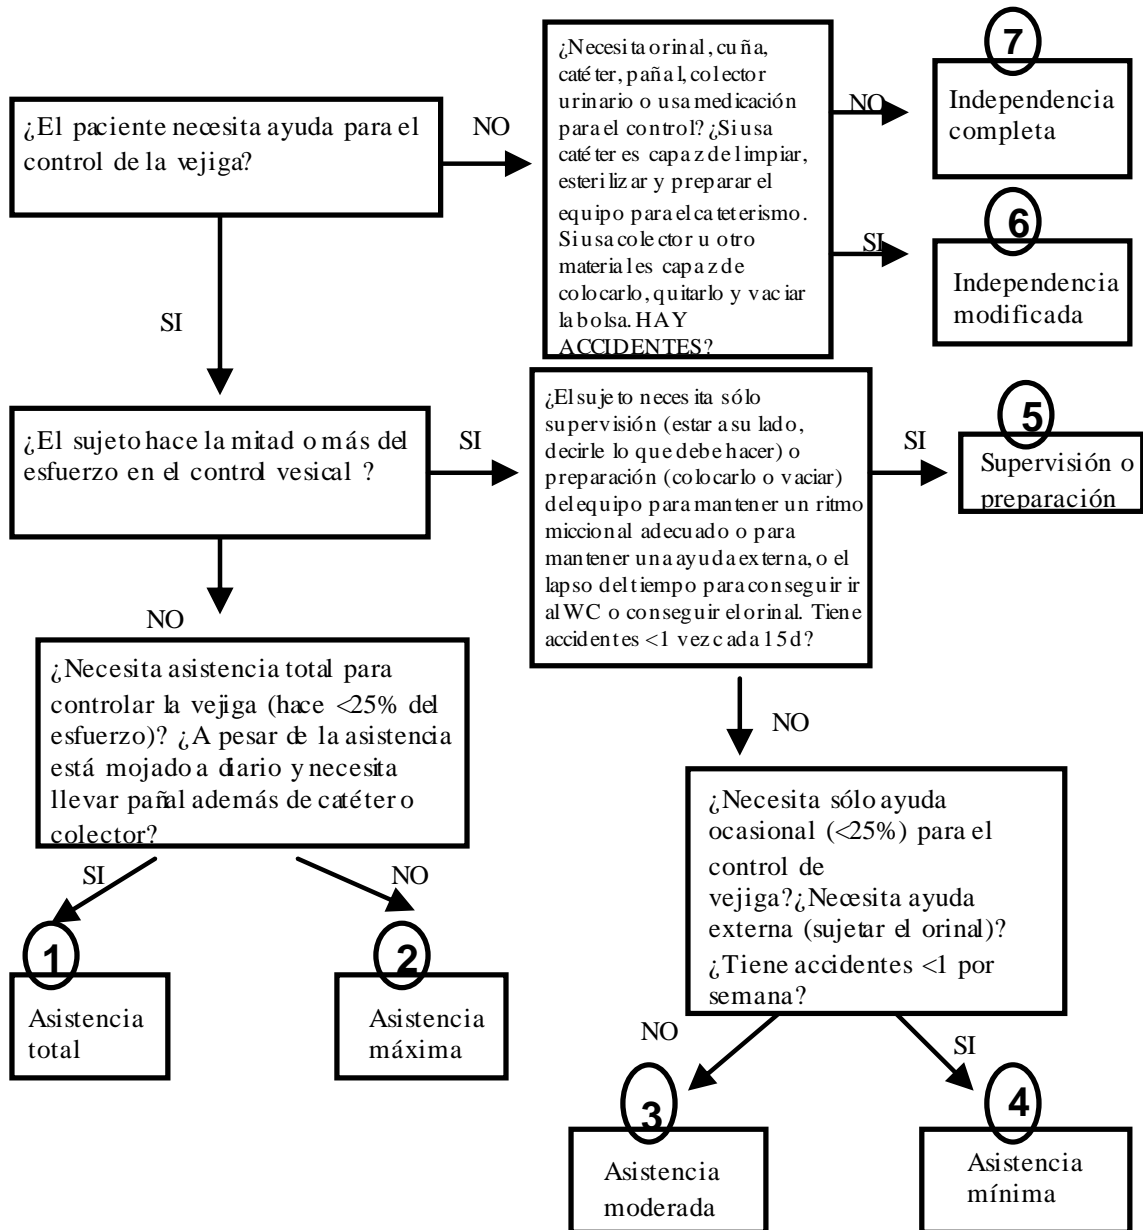 ¿El paciente necesita ayuda para el
control de la vejiga?
NO
¿Necesita orinal, cuña,
catéter, pañal, colector
urinario o usa medicación
para el control? ¿Si usa
catéter es capaz de limpiar,
esterilizar y preparar el
equipo para el cateterismo.
Si usa colector u otro
material es capaz de
colocarlo, quitarlo y vaciar
la bolsa. HAY
ACCIDENTES?
NO
7
Independencia
completa
SI
6
Independencia
modificada
SI
¿El sujeto hace la mitad o más del
esfuerzo en el control vesical ?
SI
¿El sujeto necesita sólo
supervisión (estar a su lado,
decirle lo que debe hacer) o
preparación (colocarlo o vaciar)
del equipo para mantener un ritmo
miccional adecuado o para
mantener una ayuda externa, o el
lapso del tiempo para conseguir ir
al WC o conseguir el orinal. Tiene
accidentes <1 vez cada 15 d?
SI
5
Supervisión o
preparación
NO
¿Necesita asistencia total para
controlar la vejiga (hace <25% del
esfuerzo)? ¿A pesar de la asistencia
está mojado a diario y necesita
llevar pañal además de catéter o
colector?
SI
NO
1
Asistencia
total
2
Asistencia
máxima
NO
¿Necesita sólo ayuda
ocasional (<25%) para el
control de
vejiga?¿Necesita ayuda
externa (sujetar el orinal)?
¿Tiene accidentes <1 por
semana?
NO
SI
3
Asistencia
moderada
4
Asistencia
mínima